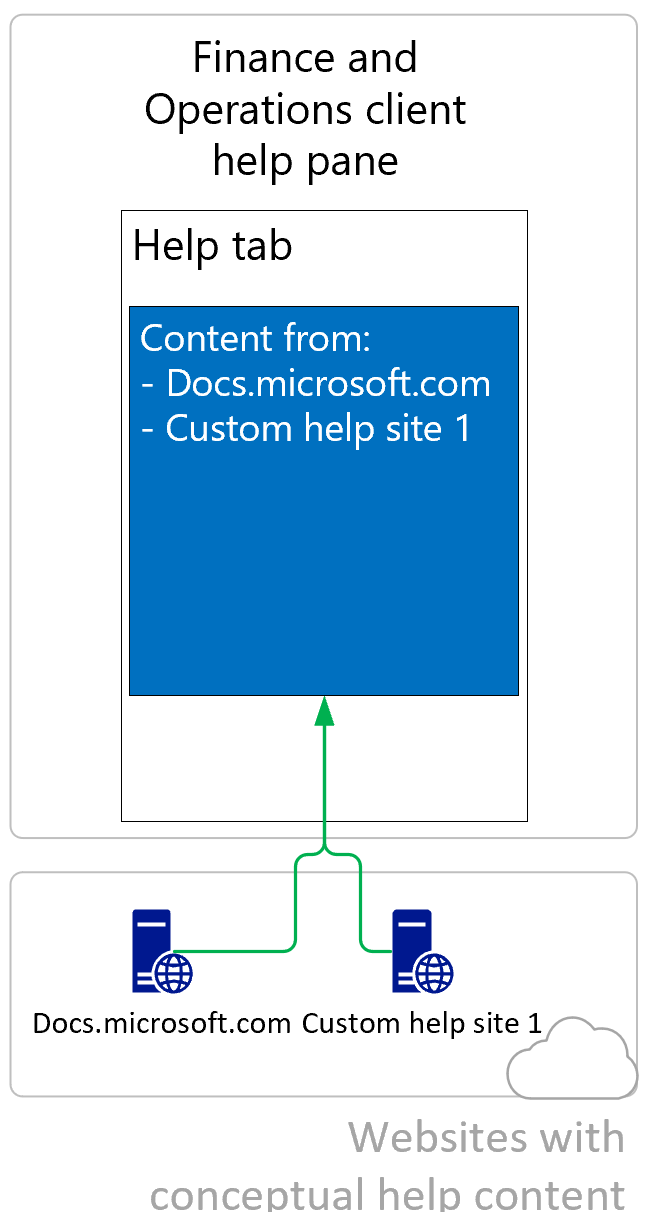 Finance and
Operations client
help pane
Help tab
Content from:
- Docs.microsoft.com
- Custom help site 1
Docs.microsoft.com Custom help site 1
Websites with
conceptual help content